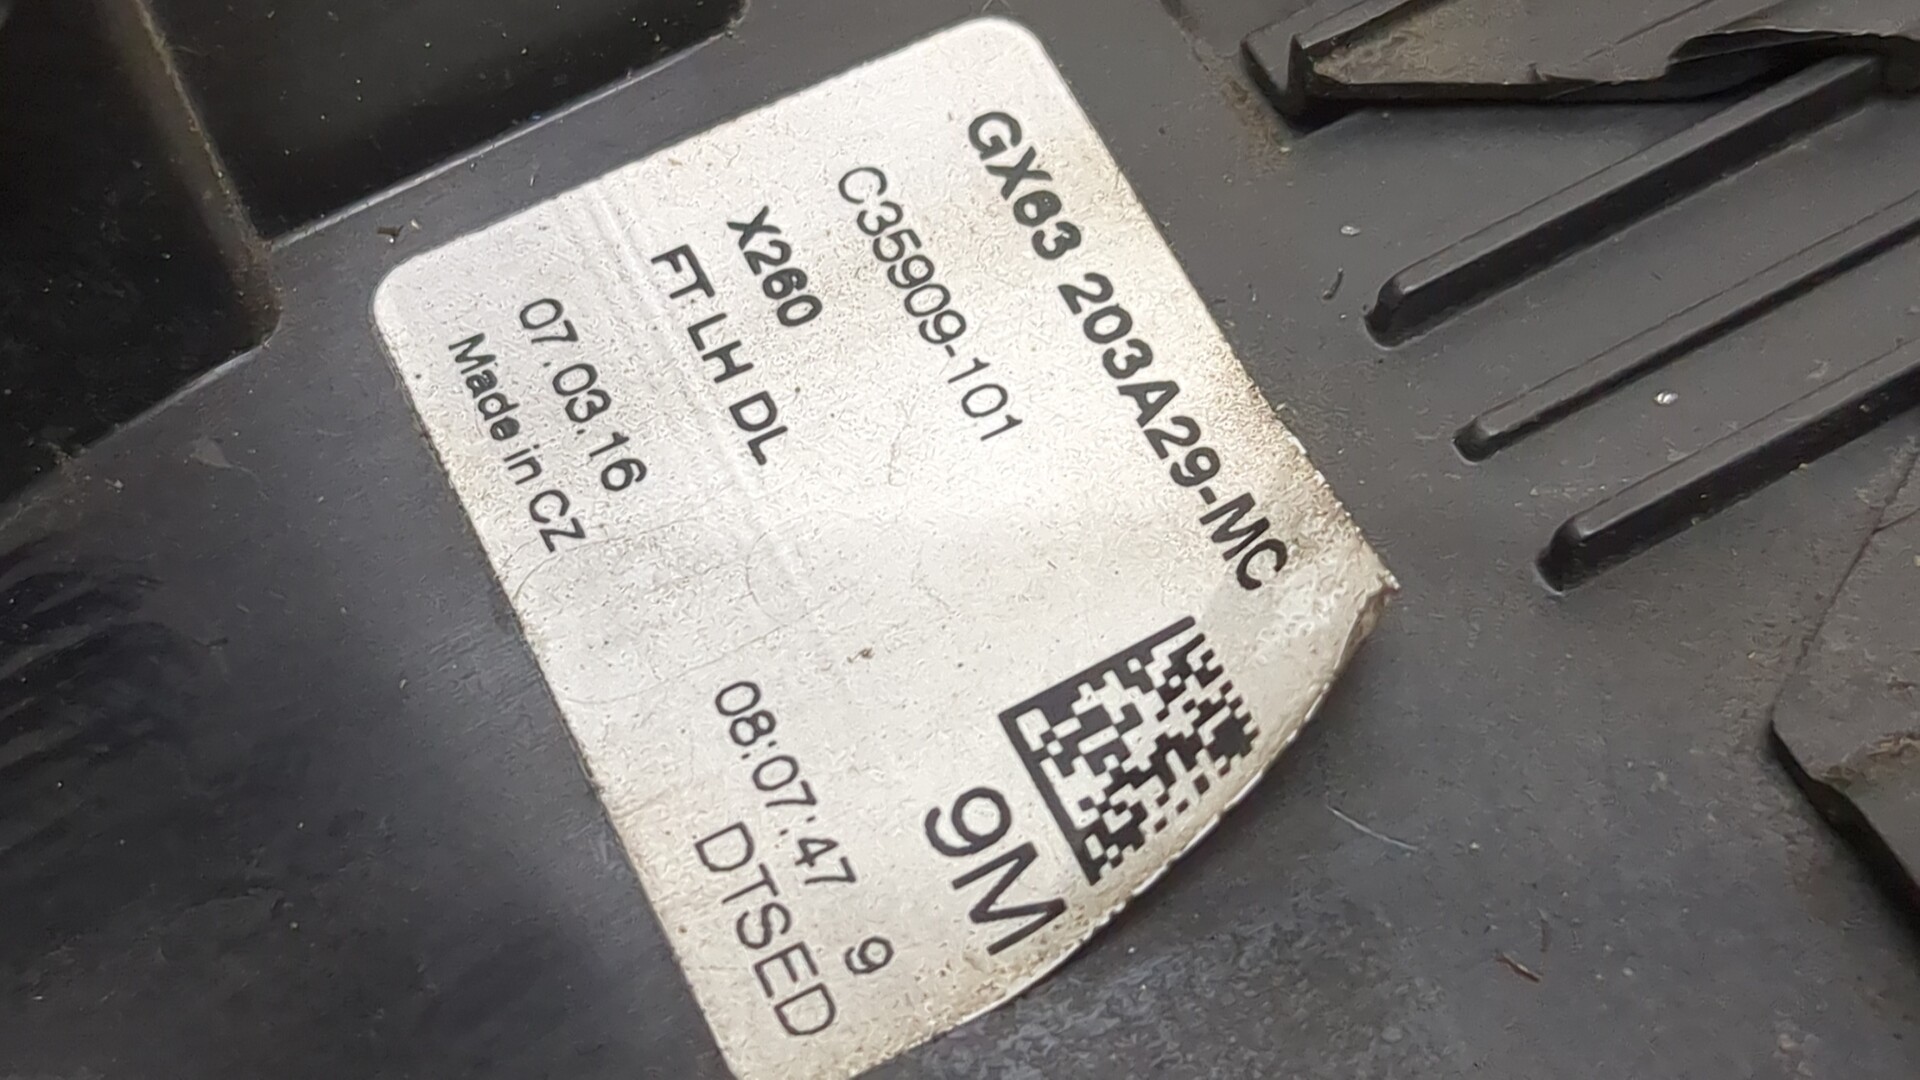 GX63 203A29-MC
C35909-101
X260
FT LH DL
9M
07.03.16 08:07:47 9
Made in CZ DTSED